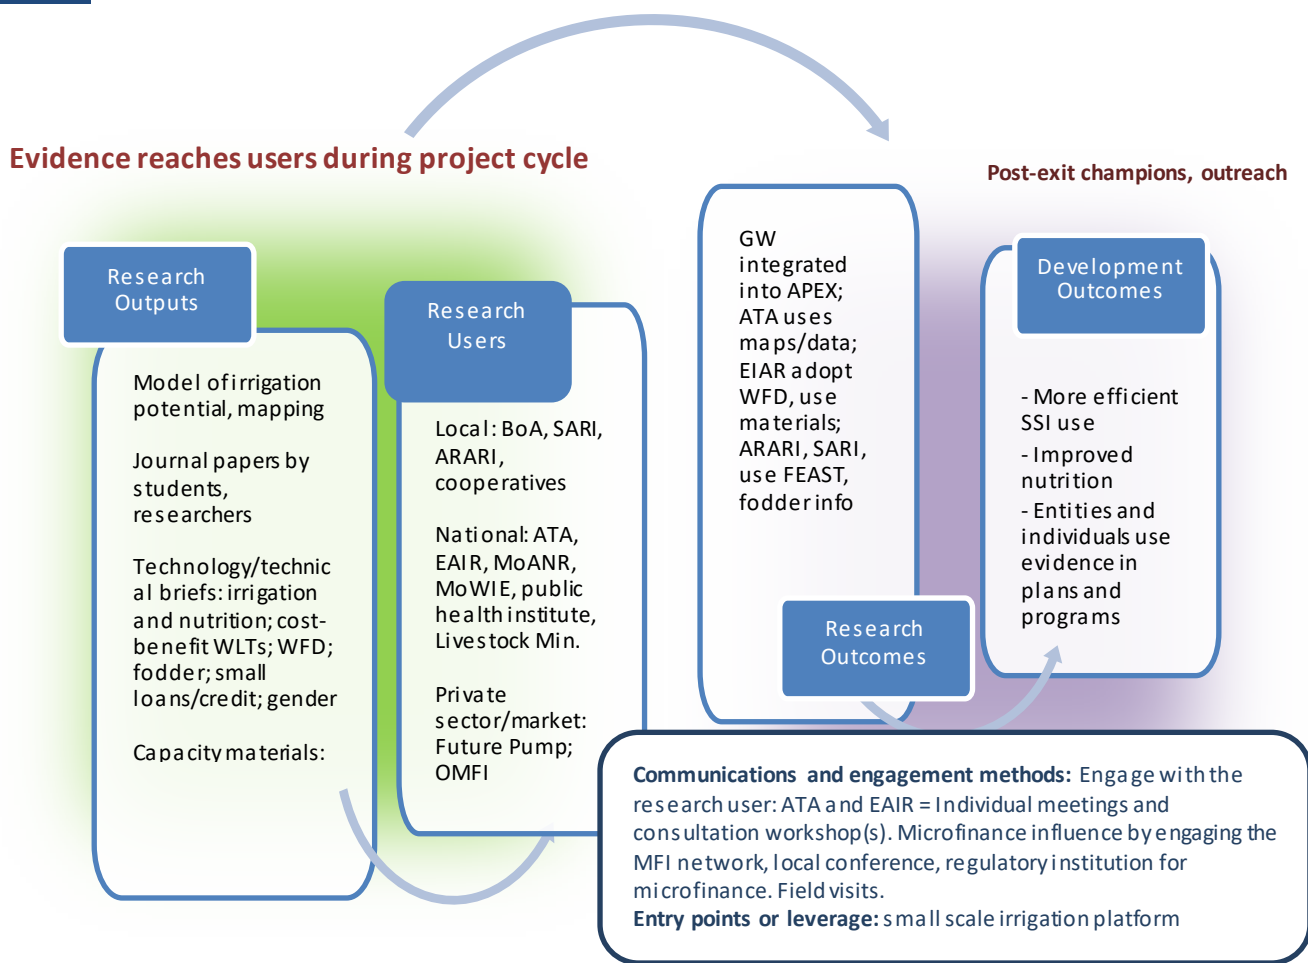 Evidence reaches users during project cycle
Research
Outputs
Model of irrigation
potential, mapping
Journal papers by
students,
researchers
Technology/technic
al briefs: irrigation
and nutrition; cost-
benefit WLTs; WFD;
fodder; small
loans/credit; gender
Capacity materials:
Research
Users
Local: BoA, SARI,
ARARI,
cooperatives
National: ATA,
EAIR, MoANR,
MoWIE, public
health institute,
Livestock Min.
Private
sector/market:
Future Pump;
OMFI
GW
integrated
into APEX;
ATA uses
maps/data;
EIAR adopt
WFD, use
materials;
ARARI, SARI,
use FEAST,
fodder info
Research
Outcomes
Post-exit champions, outreach
Development
Outcomes
- More efficient
SSI use
- Improved
nutrition
- Entities and
individuals use
evidence in
plans and
programs
Communications and engagement methods: Engage with the
research user: ATA and EAIR = Individual meetings and
consultation workshop(s). Microfinance influence by engaging the
MFI network, local conference, regulatory institution for
microfinance. Field visits.
Entry points or leverage: small scale irrigation platform